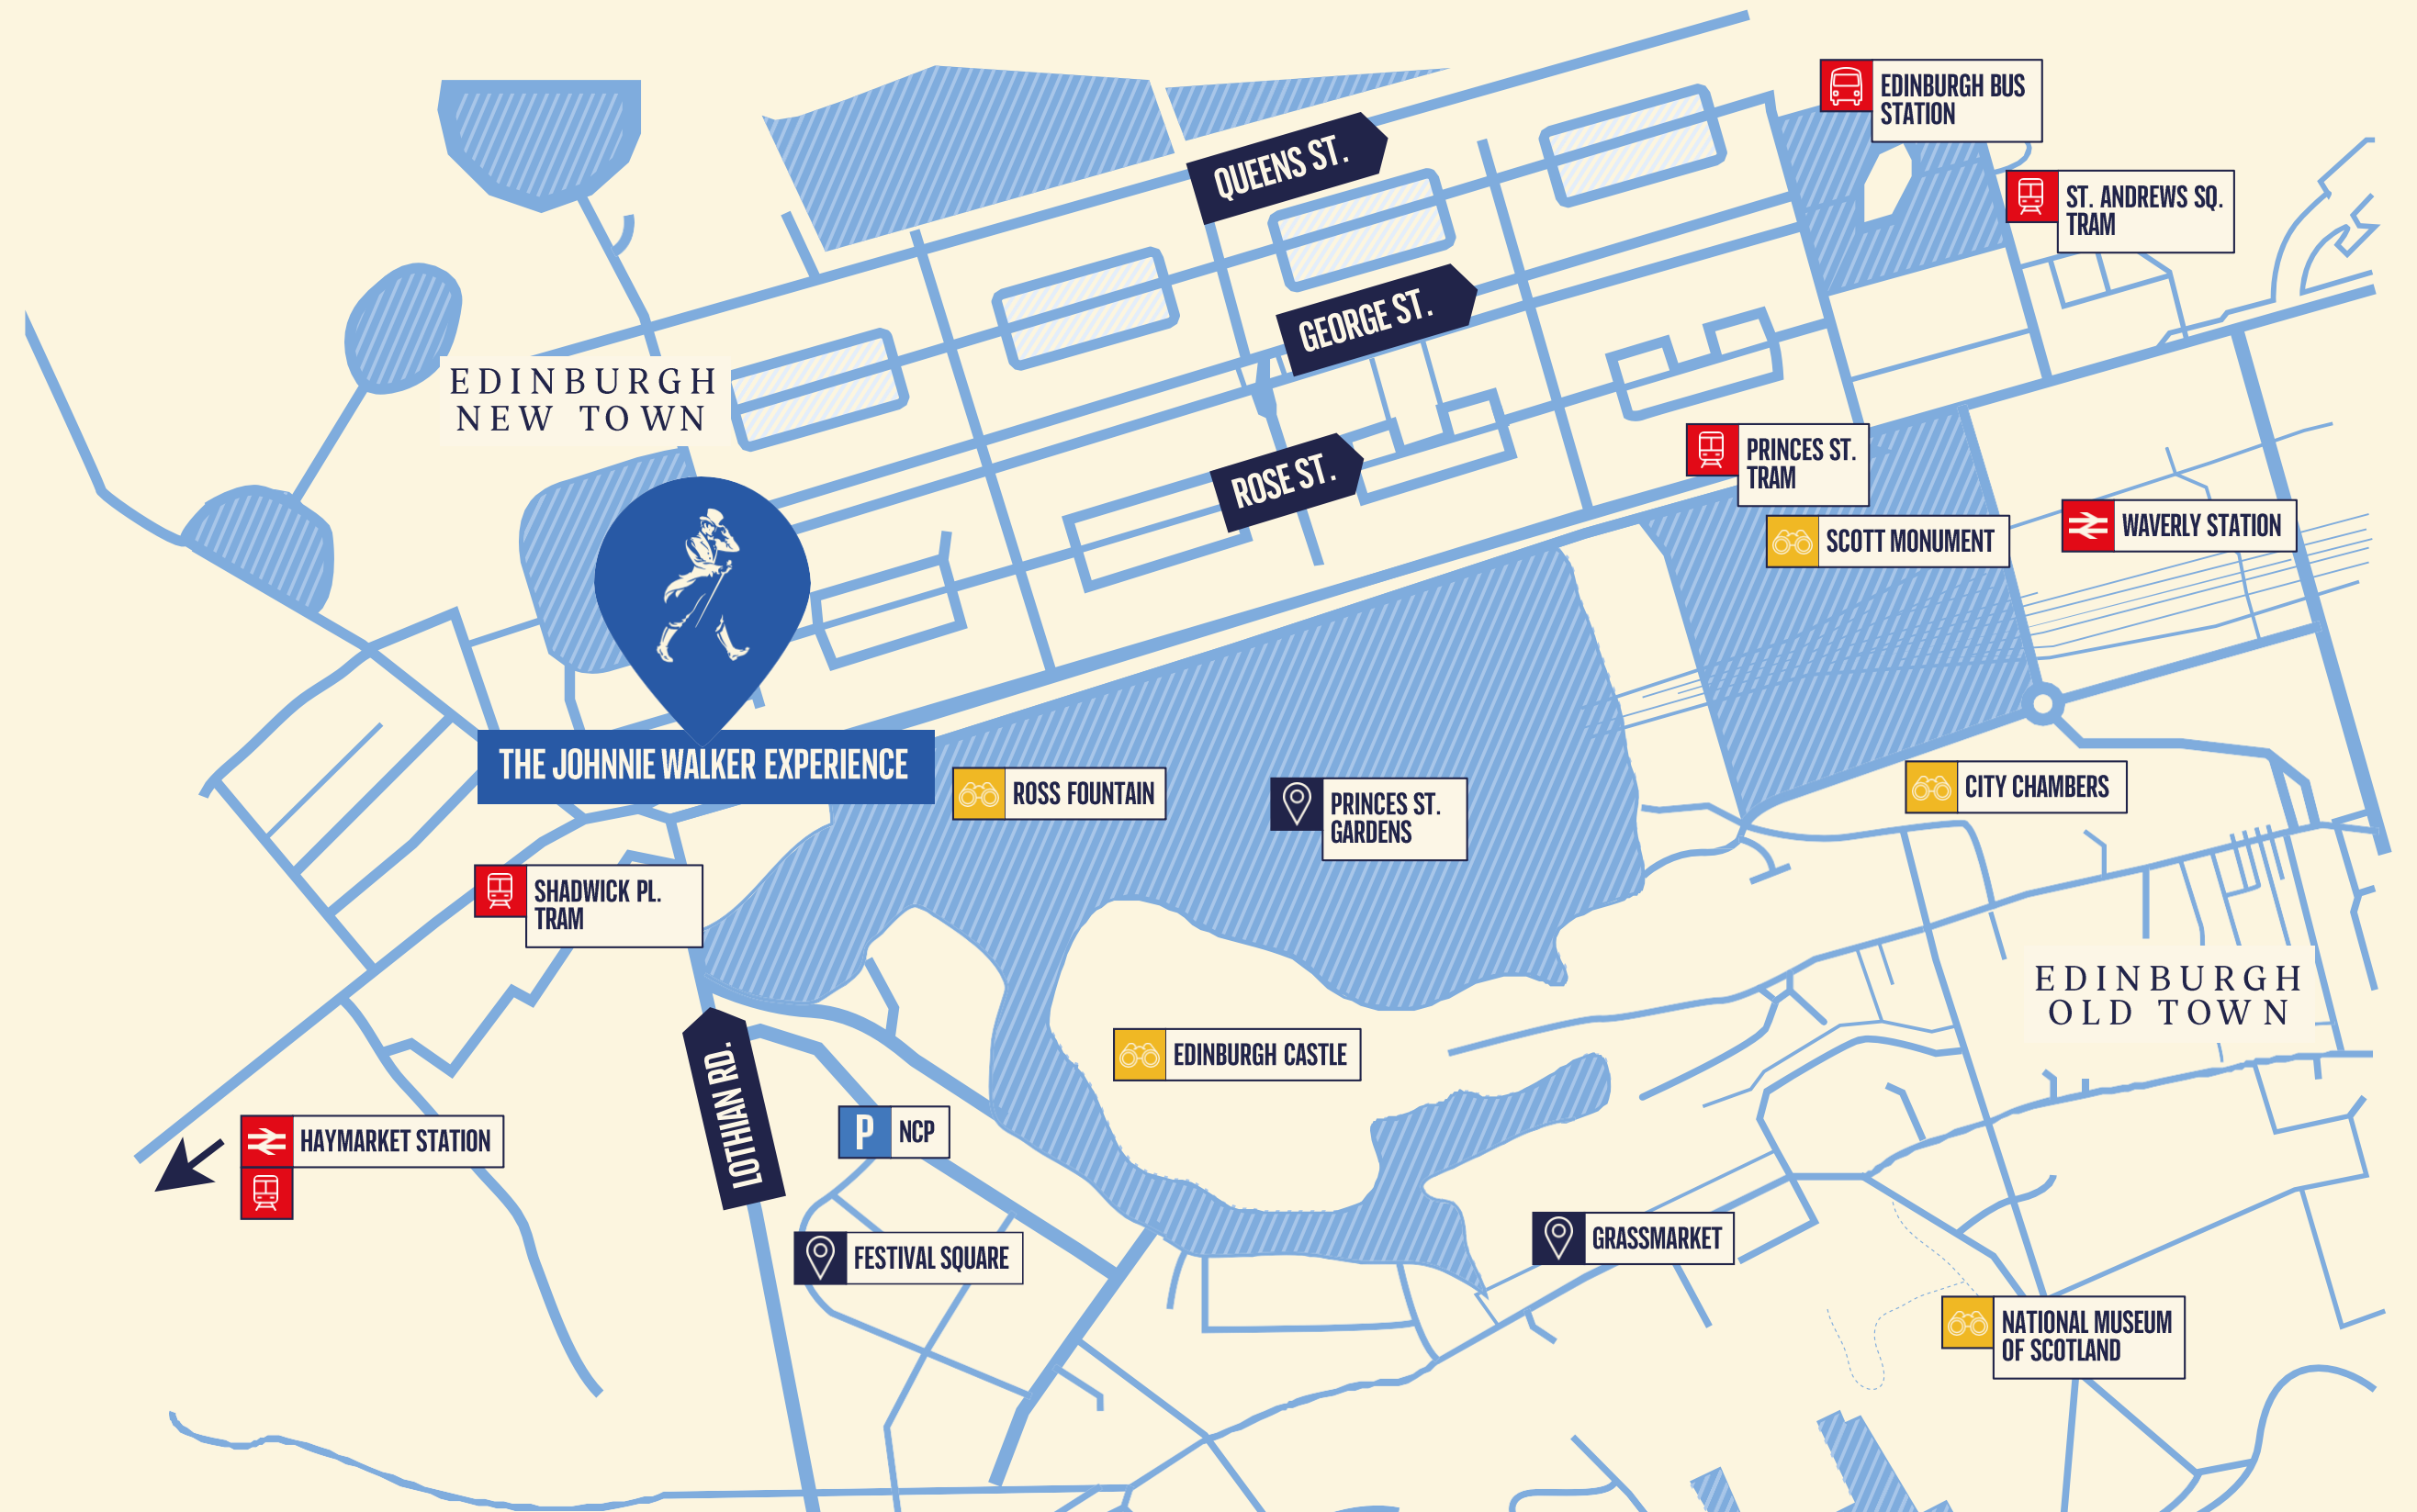 EDINBURGH BUS
STATION
QUEENS ST.
ST. ANDREWS SQ.
TRAM
GEORGE ST.
EDINBURGH
NEW TOWN
PRINCES ST.
TRAM
ROSE ST.
SCOTT MONUMENT
WAVERLY STATION
THE JOHNNIE WALKER EXPERIENCE
ROSS FOUNTAIN
PRINCES ST.
GARDENS
CITY CHAMBERS
SHADWICK PL.
TRAM
EDINBURGH
OLD TOWN
EDINBURGH CASTLE
LOTHIAN RD.
P NCP
HAYMARKET STATION
GRASSMARKET
FESTIVAL SQUARE
NATIONAL MUSEUM
OF SCOTLAND